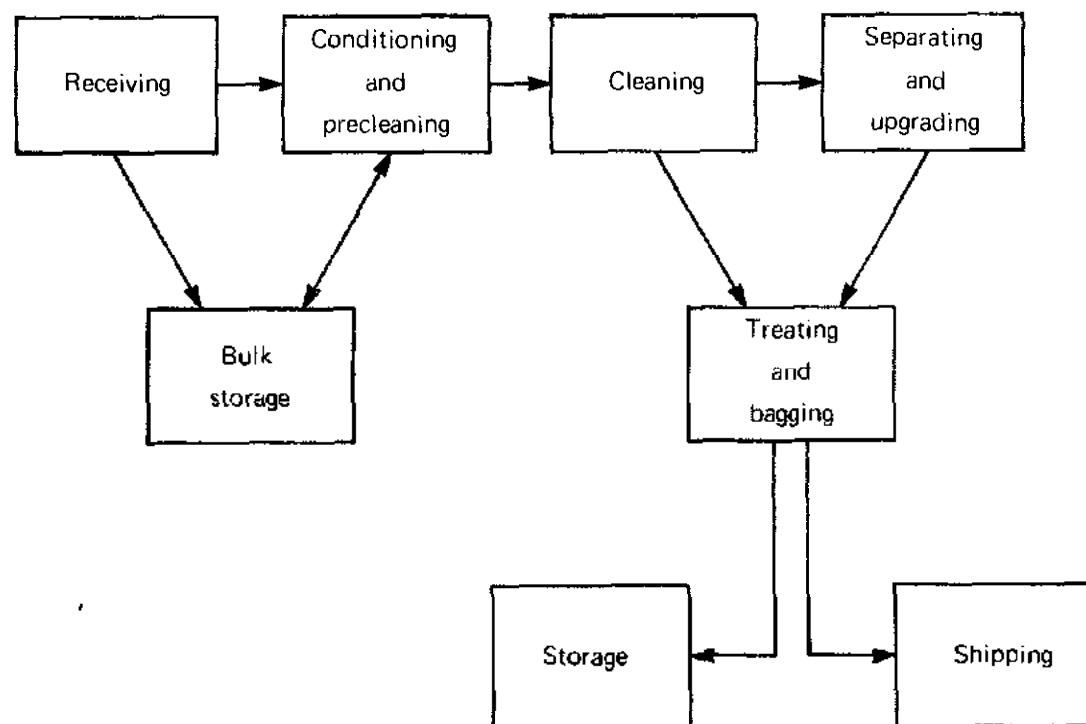 Receiving
Conditioning
and
precleaning
Cleaning
Separating
and
upgrading
Bulk
storage
Treating
and
bagging
Storage
Shipping